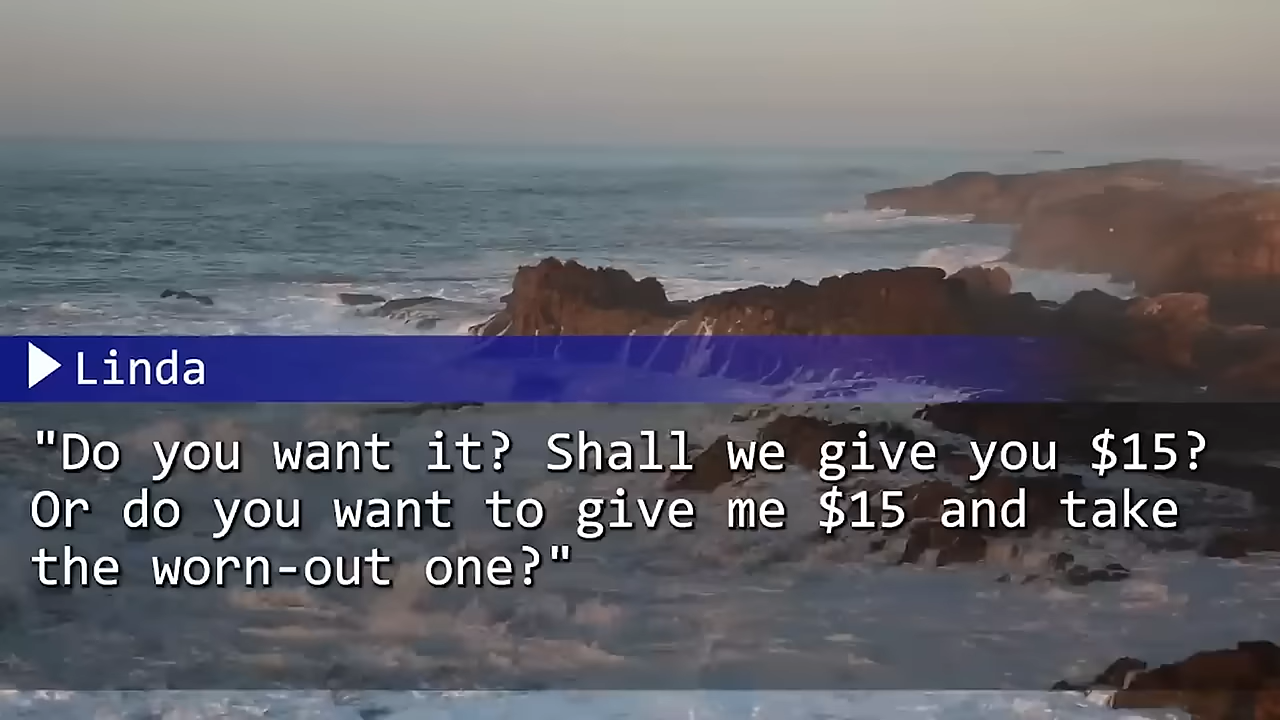 Linda
"Do you want it? Shall we give you $15?
Or do you want to give me $15 and take
the worn-out one?"